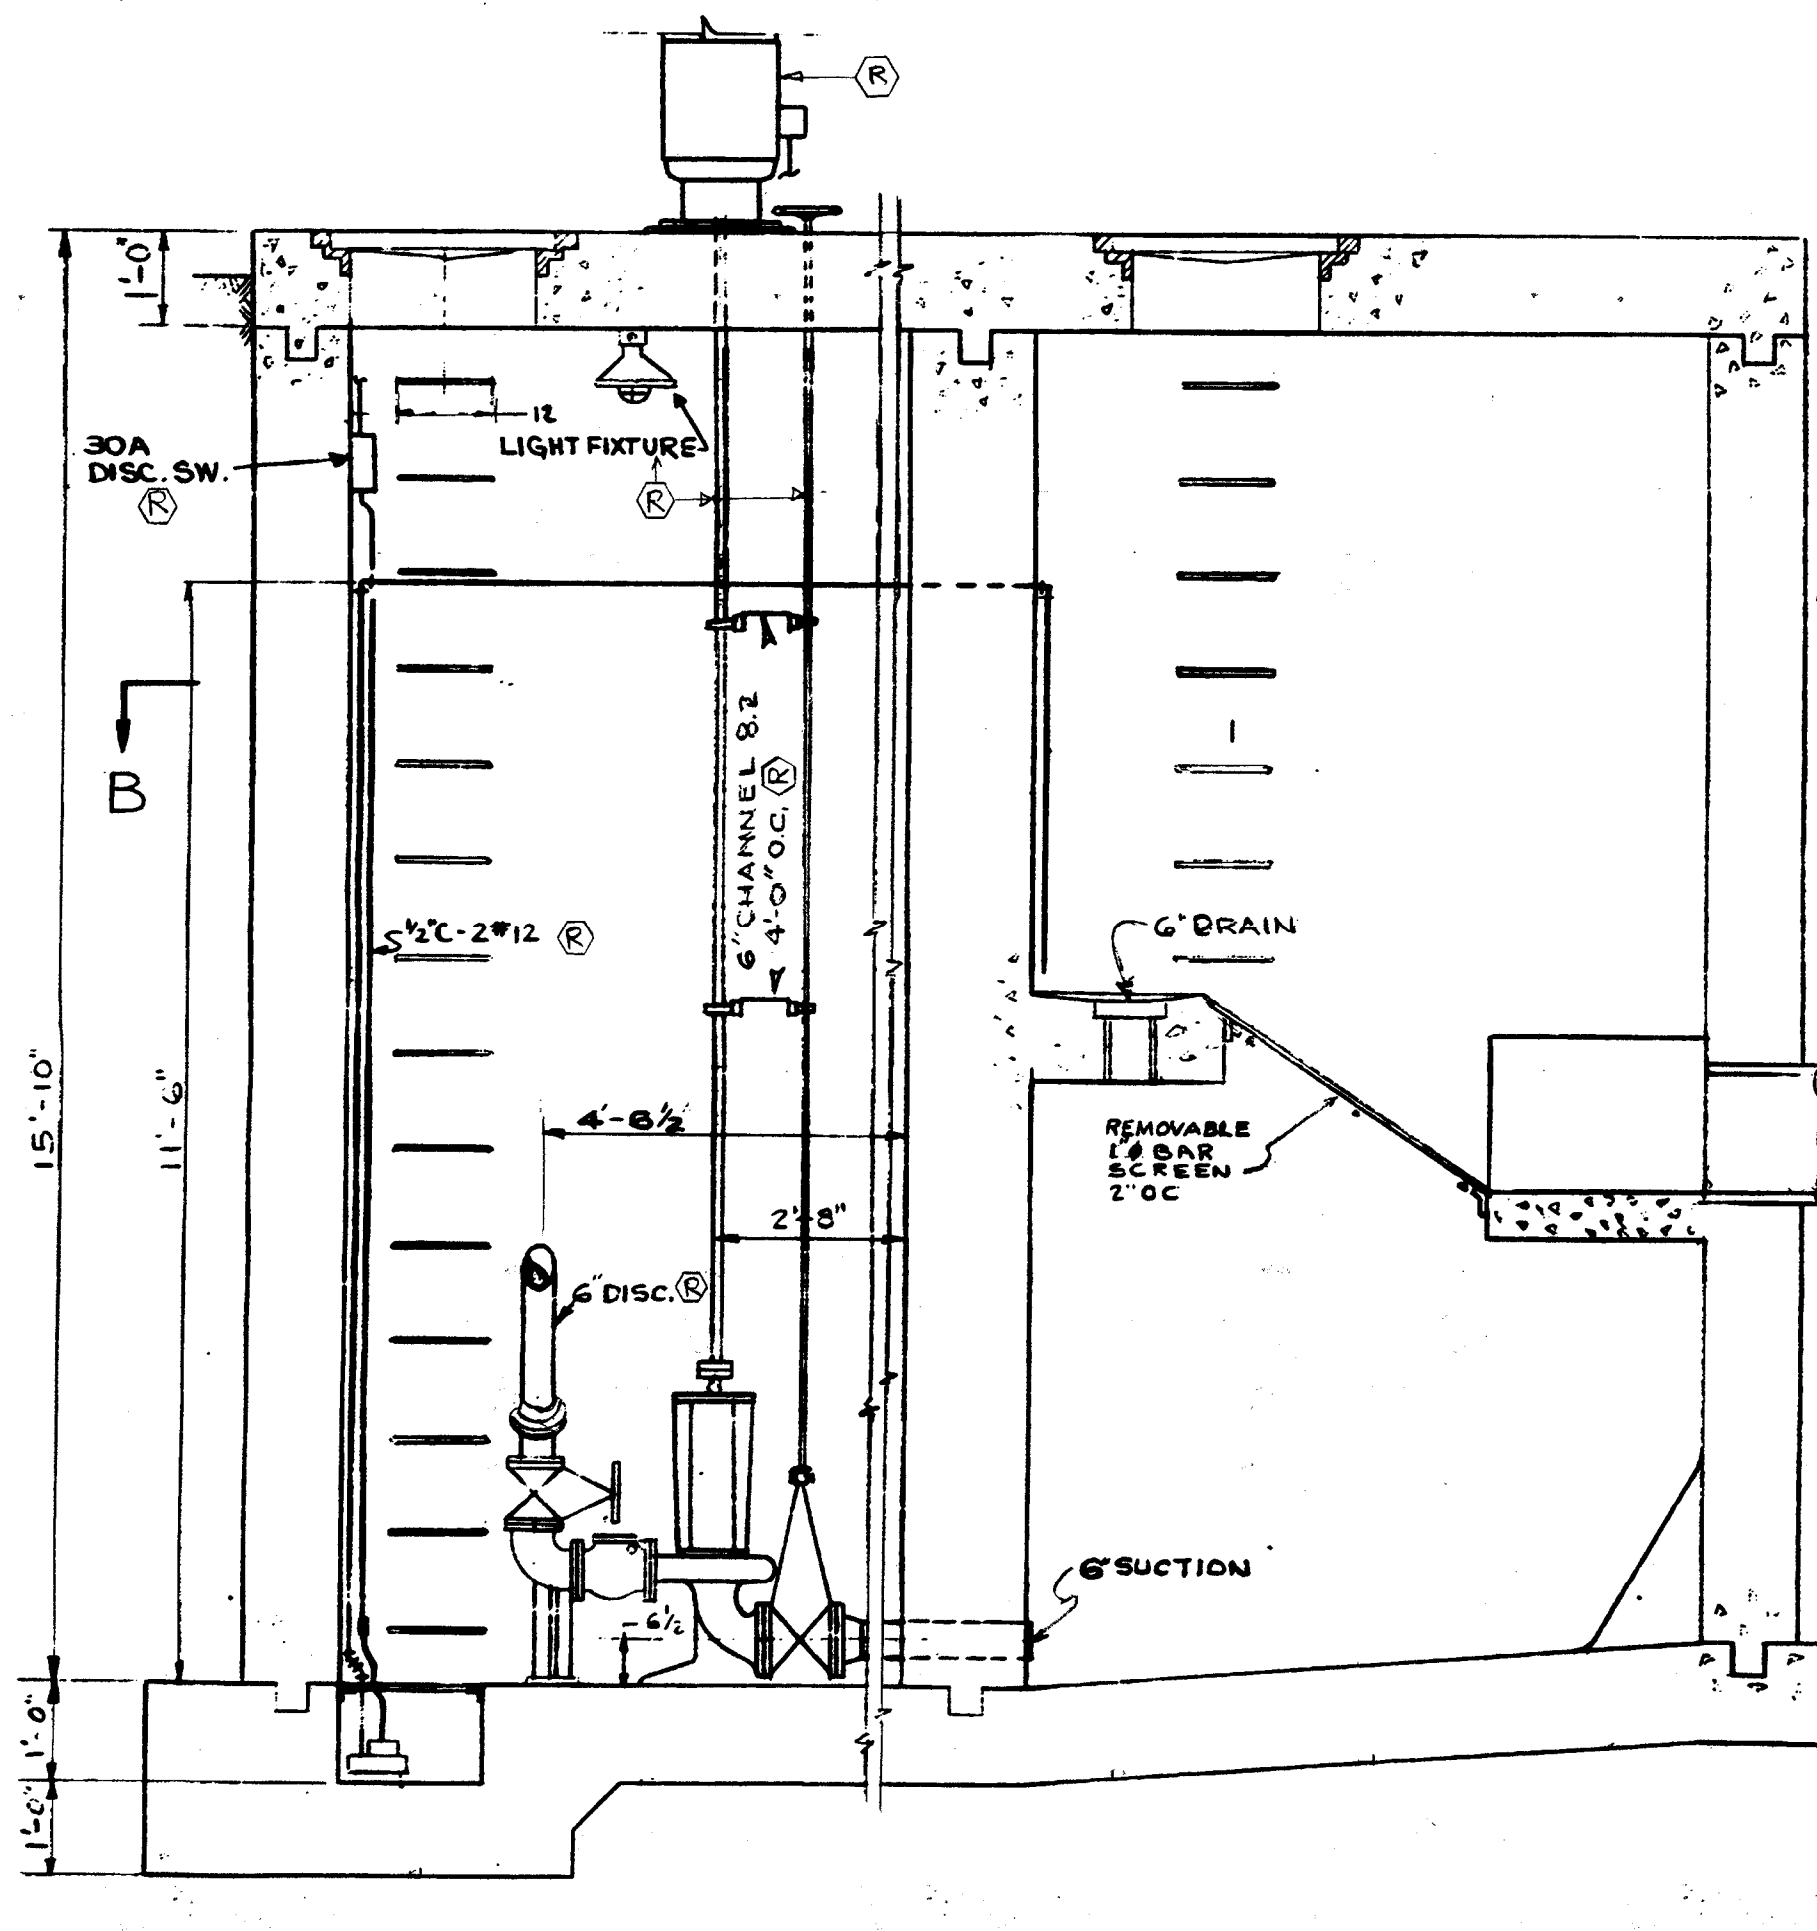 R
1'-0"
12
LIGHT FIXTURE
30A
DISC. SW.
R
R
B
6" CHANNEL 8.2
4'-0" O.C. R
1/2"C-2#12 R
6" DRAIN
15'-10"
11'-6"
4'-8 1/2
REMOVABLE
1"Ø BAR
SCREEN
2" OC
2'-8"
6" DISC. R
6" SUCTION
6 1/2
1'-0"
1'-0"